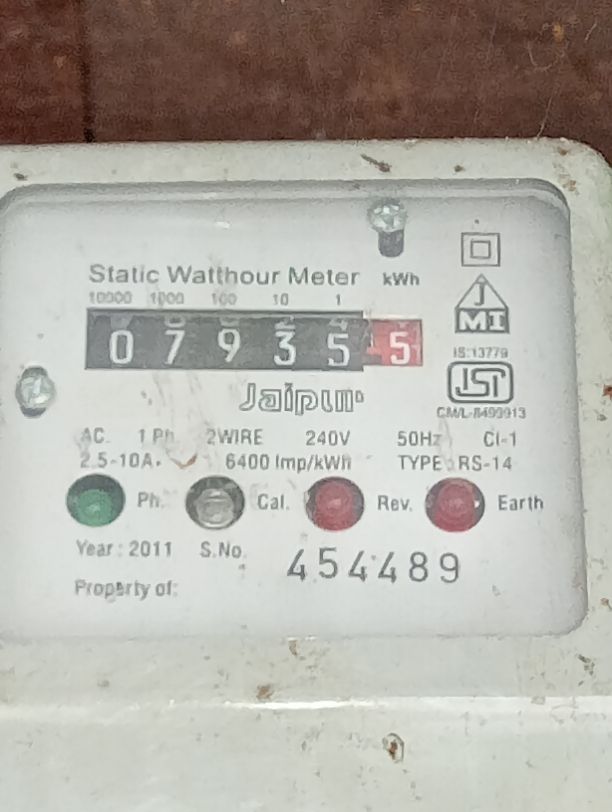 Static Watthour Meter kWh
10000 1000 100 10 1
0 7 9 3 5 5
J
MI
IS:13779
ISI
CM/L-8499913
Jaipur
AC. 1 Ph 2WIRE 240V 50Hz Cl-1
2.5-10A. 6400 Imp/kWh TYPE : RS-14
Ph. Cal. Rev. Earth
Year : 2011 S.No.
454489
Property of: